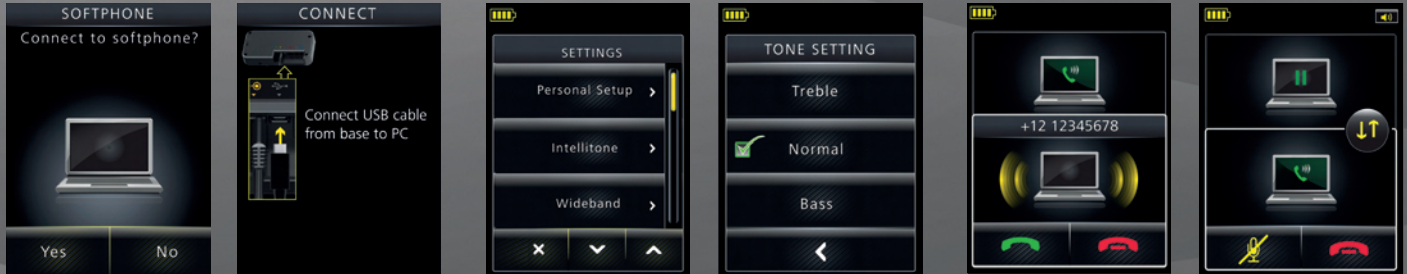 SOFTPHONE
Connect to softphone?
Yes
No
CONNECT
Connect USB cable
from base to PC
SETTINGS
Personal Setup
Intellitone
Wideband
TONE SETTING
Treble
Normal
Bass
+12 12345678